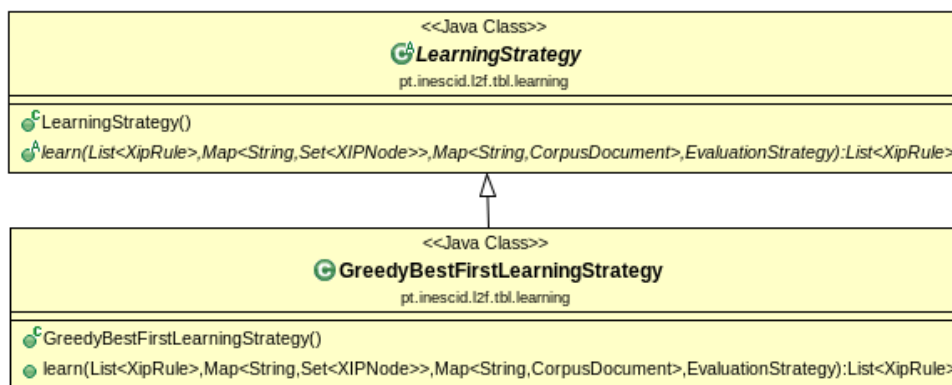 <<Java Class>>
LearningStrategy
pt.inescid.l2f.tbl.learning
LearningStrategy()
learn(List<XipRule>,Map<String,Set<XIPNode>>,Map<String,CorpusDocument>,EvaluationStrategy):List<XipRule>
<<Java Class>>
GreedyBestFirstLearningStrategy
pt.inescid.l2f.tbl.learning
GreedyBestFirstLearningStrategy()
learn(List<XipRule>,Map<String,Set<XIPNode>>,Map<String,CorpusDocument>,EvaluationStrategy):List<XipRule>